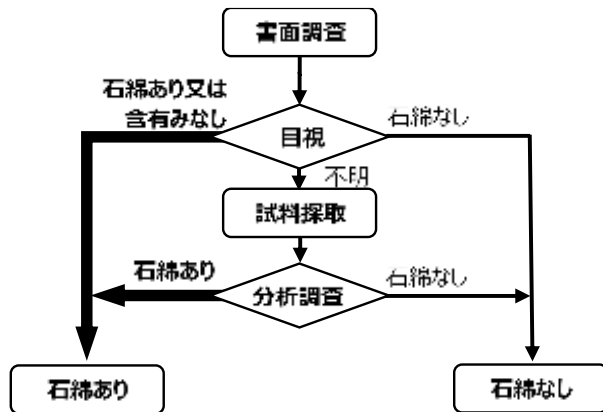 書面調査
石綿あり又は
含有みなし
目視
石綿なし
不明
試料採取
石綿あり
分析調査
石綿なし
石綿あり
石綿なし